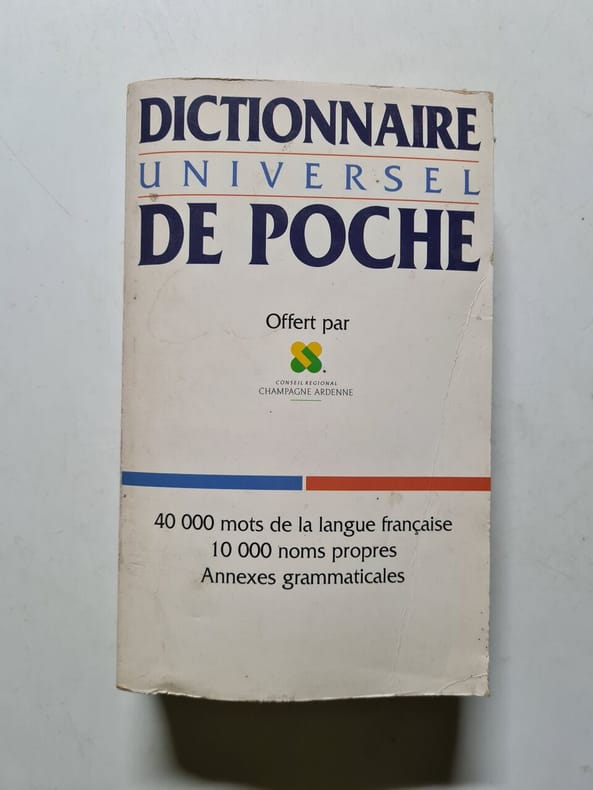 DICTIONNAIRE
UNIVERSEL
DE POCHE
Offert par
CONSEIL REGIONAL
CHAMPAGNE ARDENNE
40 000 mots de la langue française
10 000 noms propres
Annexes grammaticales